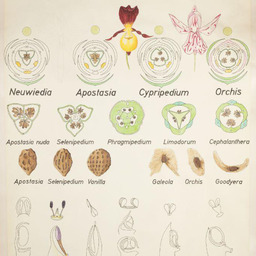 Neuwiedia Apostasia Cypripedium Orchis
Apostasia nuda Selenipedium Phragmipedium Limodorum Cephalanthera
Apostasia Selenipedium Vanilla Galeola Orchis Goodyera